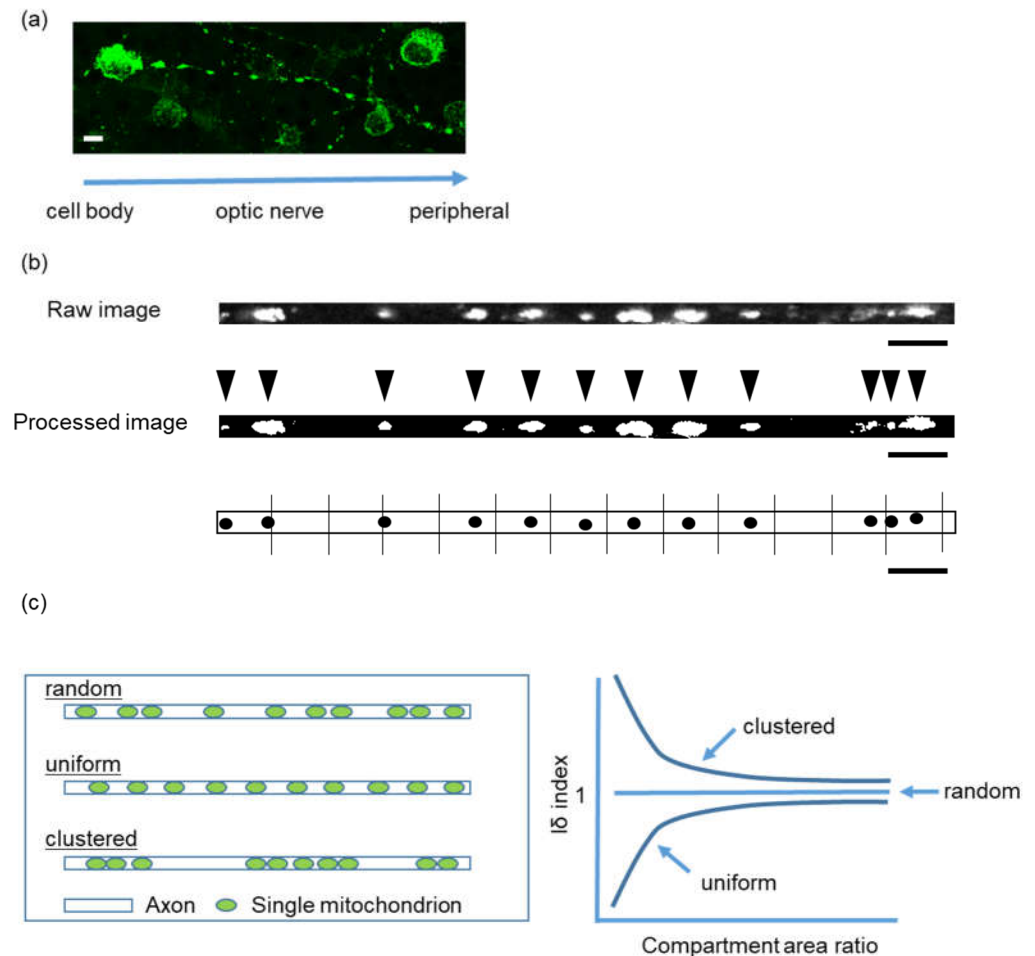 (a)
cell body optic nerve peripheral
(b)
Raw image
Processed image
(c)
random
uniform
clustered
Axon Single mitochondrion
Iδ index
1
clustered
random
uniform
Compartment area ratio